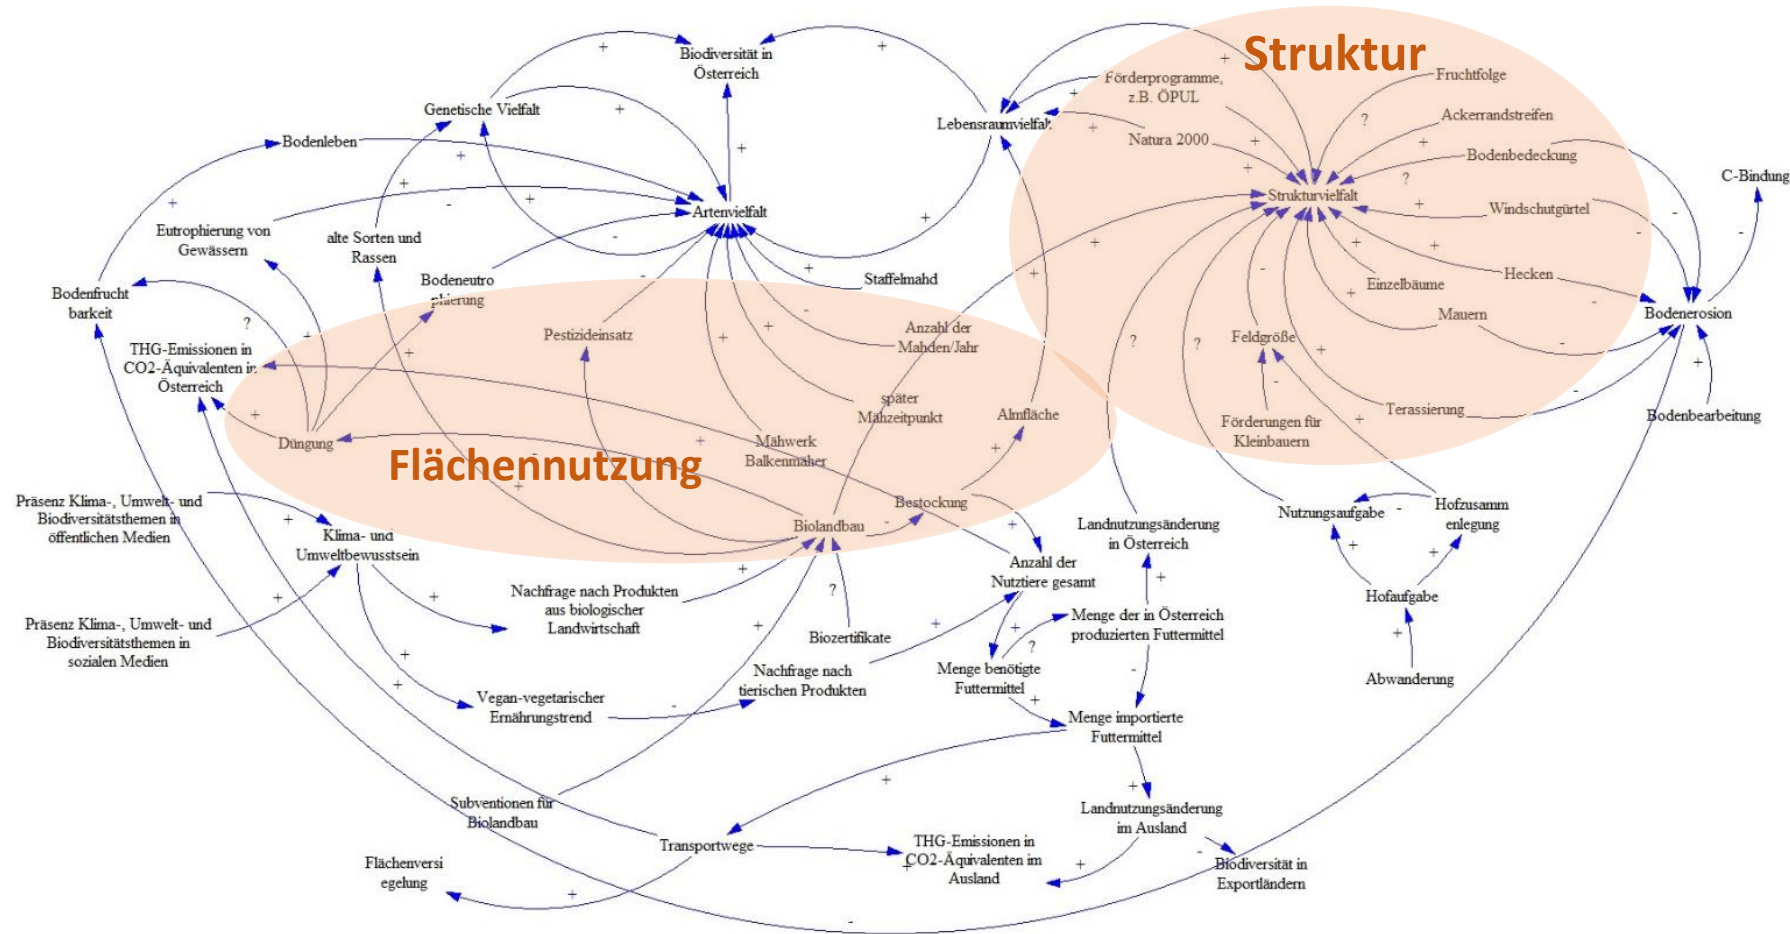 Struktur
Flächennutzung
Biodiversität in
Österreich
Genetische Vielfalt
Bodenleben
Lebensraumvielfalt
Förderprogramme,
z.B. ÖPUL
Natura 2000
Fruchtfolge
Ackerrandstreifen
Bodenbedeckung
C-Bindung
Strukturvielfalt
Windschutgürtel
Artenvielfalt
Eutrophierung von
Gewässern
alte Sorten und
Rassen
Bodeneutro
phierung
Staffelmahd
Einzelbäume
Hecken
Mauern
Bodenerosion
Bodenfrucht
barkeit
Pestizideinsatz
Anzahl der
Mahden/Jahr
Feldgröße
THG-Emissionen in
CO2-Äquivalenten in
Österreich
später
Mähzeitpunkt
Almfläche
Förderungen für
Kleinbauern
Terassierung
Bodenbearbeitung
Düngung
Mähwerk
Balkenmäher
Präsenz Klima-, Umwelt- und
Biodiversitätsthemen in
öffentlichen Medien
Klima- und
Umweltbewusstsein
Biolandbau
Bestockung
Landnutzungsänderung
in Österreich
Nutzungsaufgabe
Hofzusamm
enlegung
Anzahl der
Nutztiere gesamt
Nachfrage nach Produkten
aus biologischer
Landwirtschaft
Hofaufgabe
Präsenz Klima-, Umwelt- und
Biodiversitätsthemen in
sozialen Medien
Biozertifikate
Menge der in Österreich
produzierten Futtermittel
Nachfrage nach
tierischen Produkten
Menge benötigte
Futtermittel
Abwanderung
Vegan-vegetarischer
Ernährungstrend
Menge importierte
Futtermittel
Subventionen für
Biolandbau
Landnutzungsänderung
im Ausland
Transportwege
THG-Emissionen in
CO2-Äquivalenten im
Ausland
Biodiversität in
Exportländern
Flächenversi
egelung